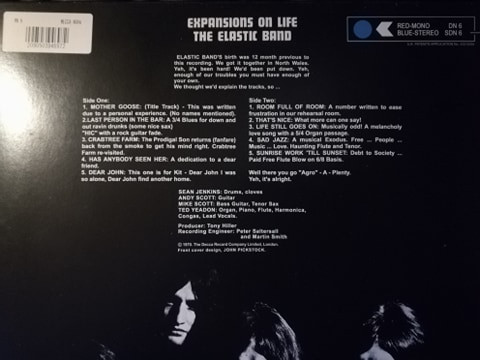 EXPANSIONS ON LIFE
THE ELASTIC BAND
RED-MONO DN 6
BLUE-STEREO SDN 6
ELASTIC BAND'S birth was 12 month previous to
this recording. We got it together in North Wales.
Yeh, it's been hard! We'd been put down. Yeh,
enough of our troubles you must have enough of
your own.
We thought we'd explain the tracks, so ...
Side One:
1. MOTHER GOOSE: (Title Track) - This was written
due to a personal experience. (No names mentioned).
2. LAST PERSON IN THE BAR: A 3/4 Blues for down and
out ravin drunks (some nice sax)
"HIC" with a rock guitar fade.
3. CRABTREE FARM: The Prodigal Son returns (fanfare)
back from the smoke to get his mind right. Crabtree
Farm re-visited.
4. HAS ANYBODY SEEN HER: A dedication to a dear
friend.
5. DEAR JOHN: This one is for Kit - Dear John I was
so alone, Dear John find another home.
Side Two:
1. ROOM FULL OF ROOM: A number written to ease
frustration in our rehearsal room.
2. THAT'S NICE: What more can one say!
3. LIFE STILL GOES ON: Musically odd! A melancholy
love song with a 5/4 Organ passage.
4. BAD JAZZ: A musical Exodus. Free ... People ...
Music ... Love. Haunting Flute and Tenor.
5. SUNRISE WORK 'TILL SUNSET: Debt to Society ...
Paid Free Flute Blow on 6/8 Basis.
Well there you go "Agro" - A - Plenty.
Yeh, it's alright.
SEAN JENKINS: Drums, cloves
ANDY SCOTT: Guitar
MIKE SCOTT: Bass Guitar, Tenor Sax
TED YEADON: Organ, Piano, Flute, Harmonica,
Congas, Lead Vocals.
Producer: Tony Hiller
Recording Engineer: Peter Saltersall
and Martin Smith
The Decca Record Company Limited, London.
Front cover design, JOHN PICKSTOCK.